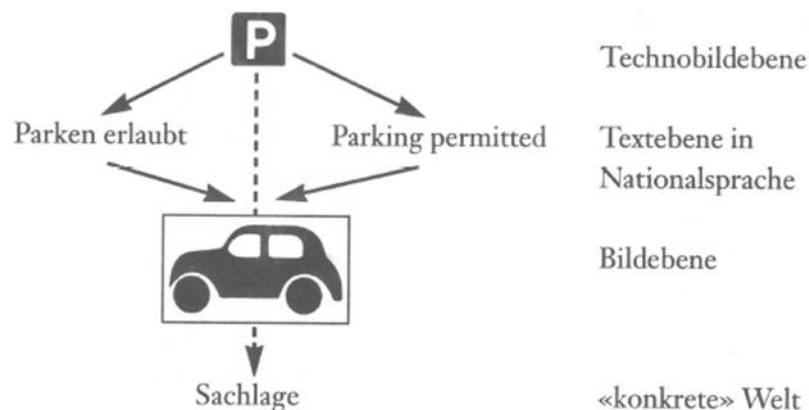 P
Technobildebene
Parken erlaubt
Parking permitted
Textebene in
Nationalsprache
Bildebene
Sachlage
«konkrete» Welt